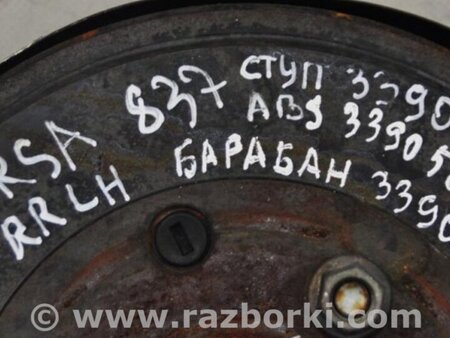 RSA 837 СТУП 3390
RRLH ABS 33905
БАРАБАН 3390
© www.razborki.com